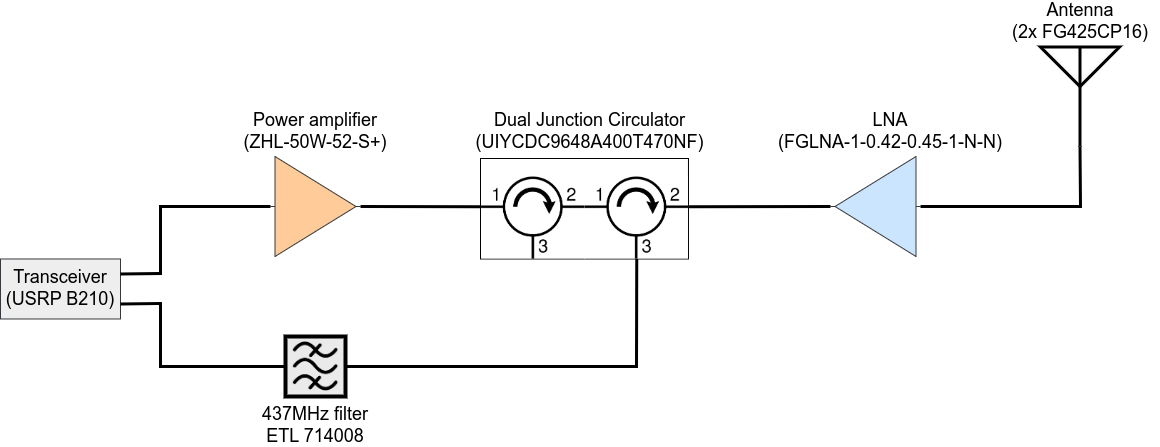 Antenna
(2x FG425CP16)
Power amplifier
(ZHL-50W-52-S+)
Dual Junction Circulator
(UIYCDC9648A400T470NF)
LNA
(FGLNA-1-0.42-0.45-1-N-N)
1 2 1 2
3 3
Transceiver
(USRP B210)
437MHz filter
ETL 714008